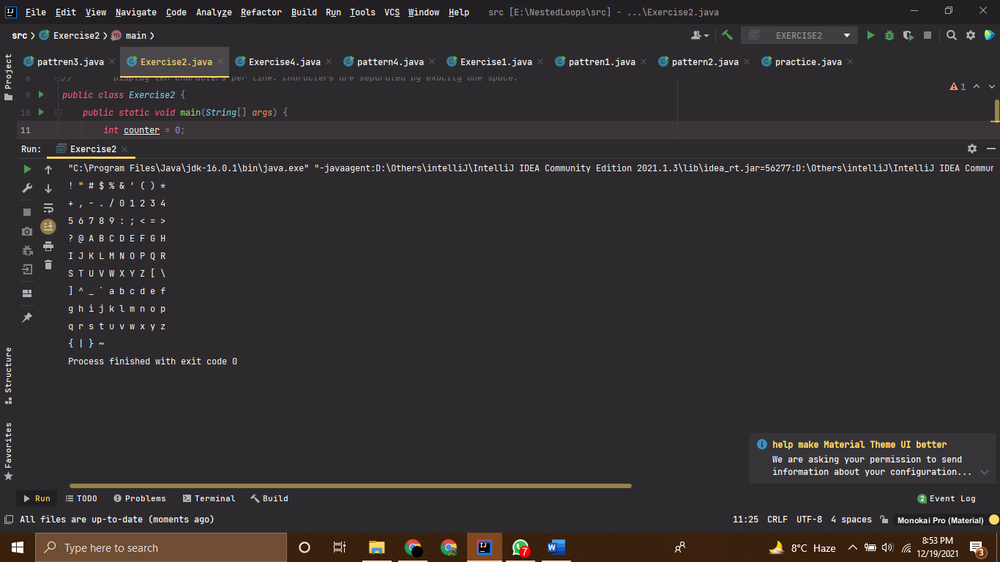 File Edit View Navigate Code Analyze Refactor Build Run Tools VCS Window Help src [E:\NestedLoops\src] - ...\Exercise2.java
src Exercise2 main EXERCISE2
pattren3.java Exercise2.java Exercise4.java pattern4.java Exercise1.java pattren1.java pattern2.java practice.java
8 // Display ten characters per line. Characters are separated by exactly one space.
9 public class Exercise2 { 1
10 public static void main(String[] args) {
11 int counter = 0;
Run: Exercise2
"C:\Program Files\Java\jdk-16.0.1\bin\java.exe" "-javaagent:D:\Others\intelliJ\IntelliJ IDEA Community Edition 2021.1.3\lib\idea_rt.jar=56277:D:\Others\intelliJ\IntelliJ IDEA Commun
! " # $ % & ' ( ) *
+ , - . / 0 1 2 3 4
5 6 7 8 9 : ; < = >
? @ A B C D E F G H
I J K L M N O P Q R
S T U V W X Y Z [ \
] ^ _ ` a b c d e f
g h i j k l m n o p
q r s t u v w x y z
{ | } ~
Process finished with exit code 0
Project
Structure
Favorites
help make Material Theme UI better
We are asking your permission to send
information about your configuration...
Run TODO Problems Terminal Build 2 Event Log
All files are up-to-date (moments ago) 11:25 CRLF UTF-8 4 spaces Monokai Pro (Material)
Type here to search 7 8°C Haze 8:53 PM
12/19/2021 3